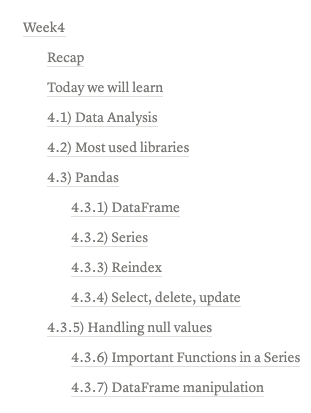 Week4
Recap
Today we will learn
4.1) Data Analysis
4.2) Most used libraries
4.3) Pandas
4.3.1) DataFrame
4.3.2) Series
4.3.3) Reindex
4.3.4) Select, delete, update
4.3.5) Handling null values
4.3.6) Important Functions in a Series
4.3.7) DataFrame manipulation